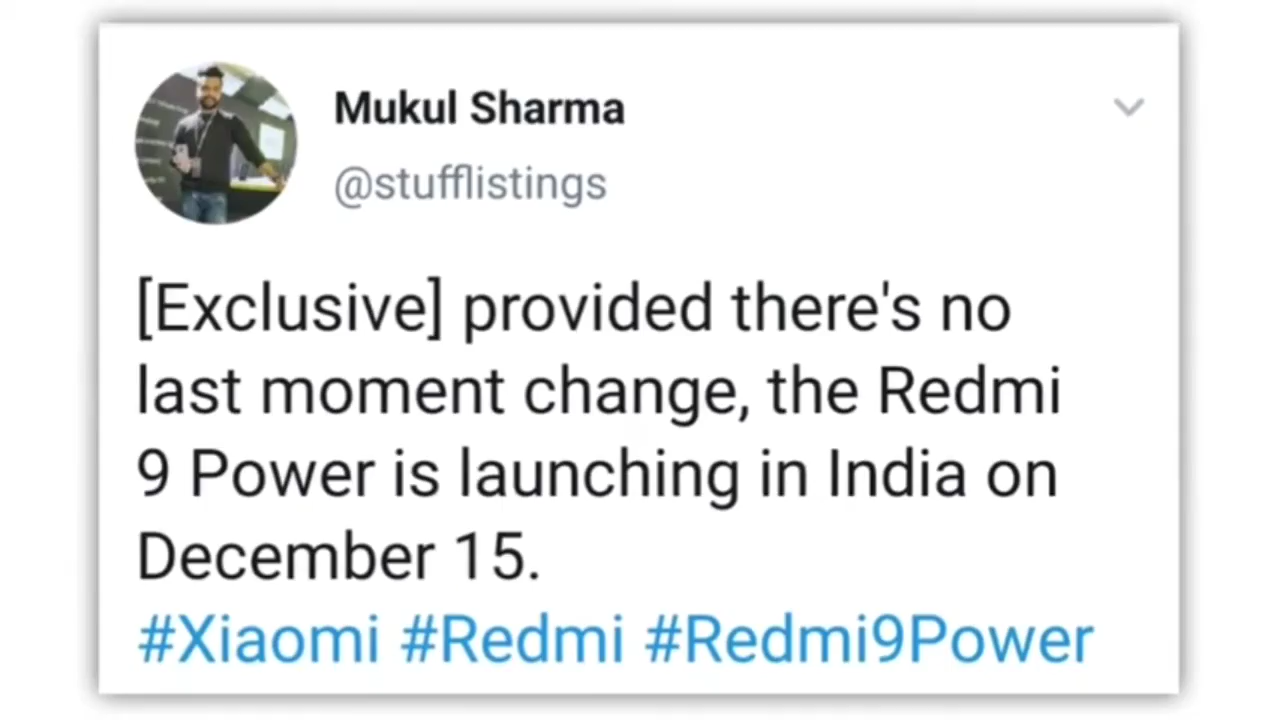 Mukul Sharma
@stufflistings
[Exclusive] provided there's no
last moment change, the Redmi
9 Power is launching in India on
December 15.
#Xiaomi #Redmi #Redmi9Power